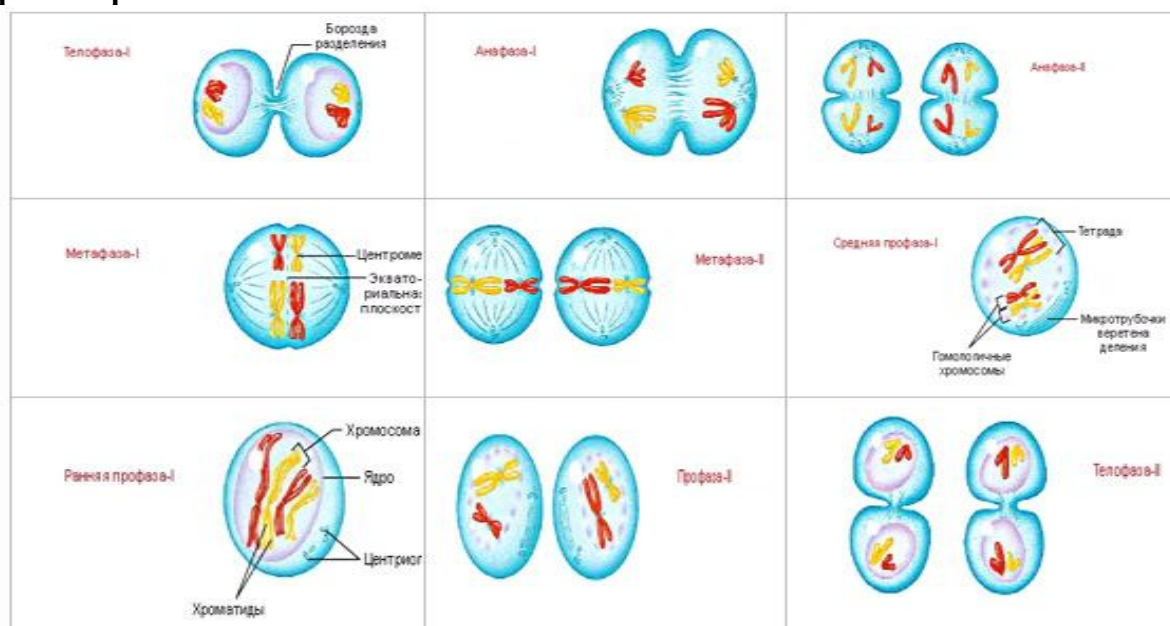 Телофаза-I
Борозда
разделения
Анафаза-I
Анафаза-II
Метафаза-I
Центроме
Эквато-
риальна
плоскост
Метафаза-II
Средняя профаза-I
Тетрада
Микротрубочки
веретена
деления
Гомологичные
хромосомы
Ранняя профаза-I
Хромосома
Ядро
Центриол
Хроматиды
Профаза-II
Телофаза-II